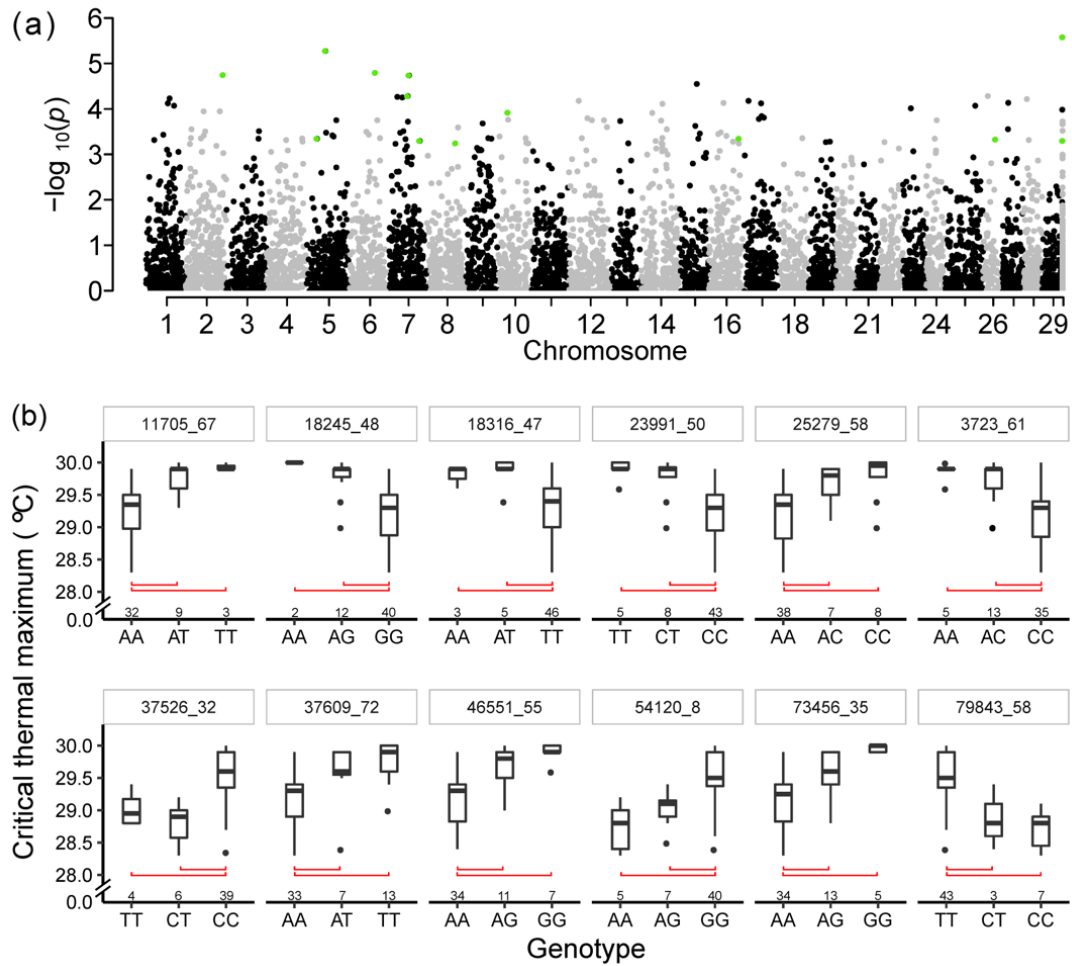 (a)
6
5
4
3
2
1
0
−log 10(p)
1 2 3 4 5 6 7 8 10 12 14 16 18 21 24 26 29
Chromosome
(b)
11705_67 18245_48 18316_47 23991_50 25279_58 3723_61
30.0
29.5
29.0
28.5
28.0
0.0
32 9 3 2 12 40 3 5 46 5 8 43 38 7 8 5 13 35
AA AT TT AA AG GG AA AT TT TT CT CC AA AC CC AA AC CC
Critical thermal maximum (°C)
37526_32 37609_72 46551_55 54120_8 73456_35 79843_58
30.0
29.5
29.0
28.5
28.0
0.0
4 6 39 33 7 13 34 11 7 5 7 40 34 13 5 43 3 7
TT CT CC AA AT TT AA AG GG AA AG GG AA AG GG TT CT CC
Genotype